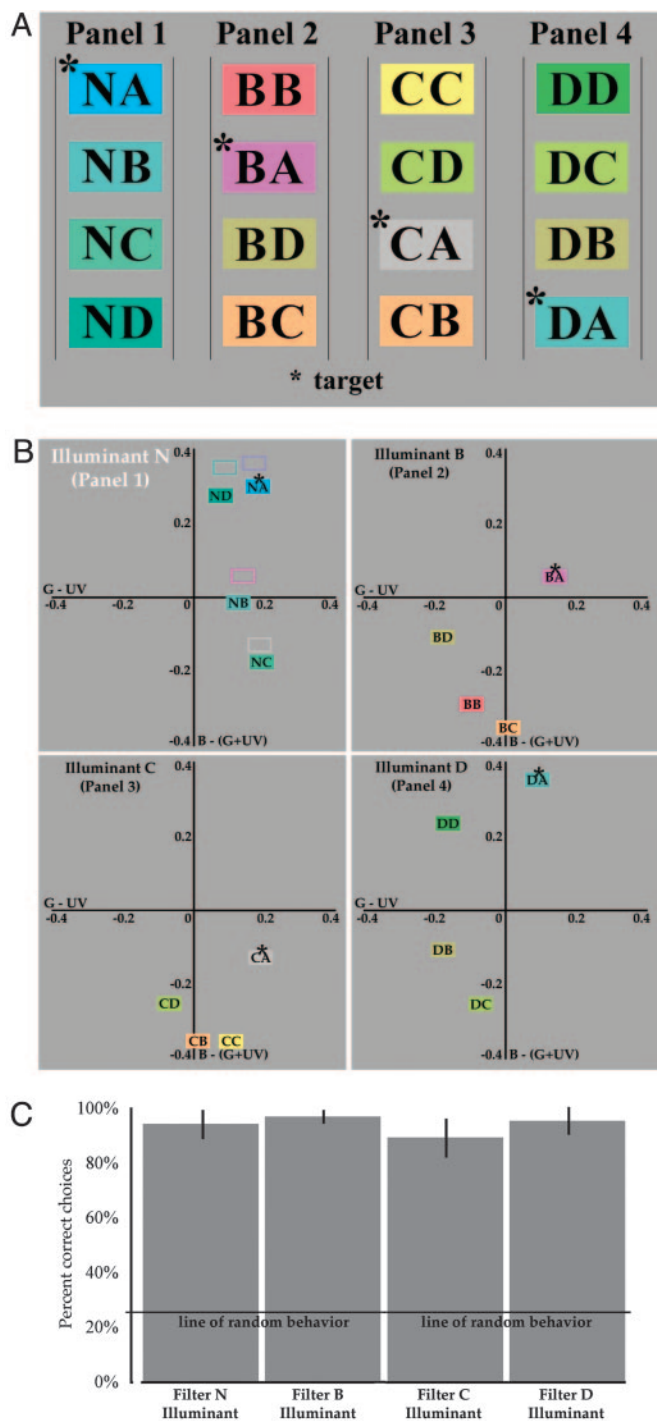 A
Panel 1 Panel 2 Panel 3 Panel 4
* NA BB CC DD
NB * BA CD DC
NC BD * CA DB
ND BC CB * DA
* target
B
Illuminant N
(Panel 1)
0.4
ND
*
NA
0.2
G - UV
-0.4 -0.2 0 0.2 0.4
NB
NC
-0.2
-0.4 B - (G+UV)
Illuminant B
(Panel 2)
0.4
0.2
*
BA
G - UV
-0.4 -0.2 0 0.2 0.4
BD
-0.2
BB
BC
-0.4 B - (G+UV)
Illuminant C
(Panel 3)
0.4
0.2
G - UV
-0.4 -0.2 0 0.2 0.4
*
CA
-0.2
CD
CB CC
-0.4 B - (G+UV)
Illuminant D
(Panel 4)
0.4
*
DA
DD
0.2
G - UV
-0.4 -0.2 0 0.2 0.4
DB
-0.2
DC
-0.4 B - (G+UV)
C
Percent correct choices
100%
80%
60%
40%
20%
0%
line of random behavior line of random behavior
Filter N Filter B Filter C Filter D
Illuminant Illuminant Illuminant Illuminant